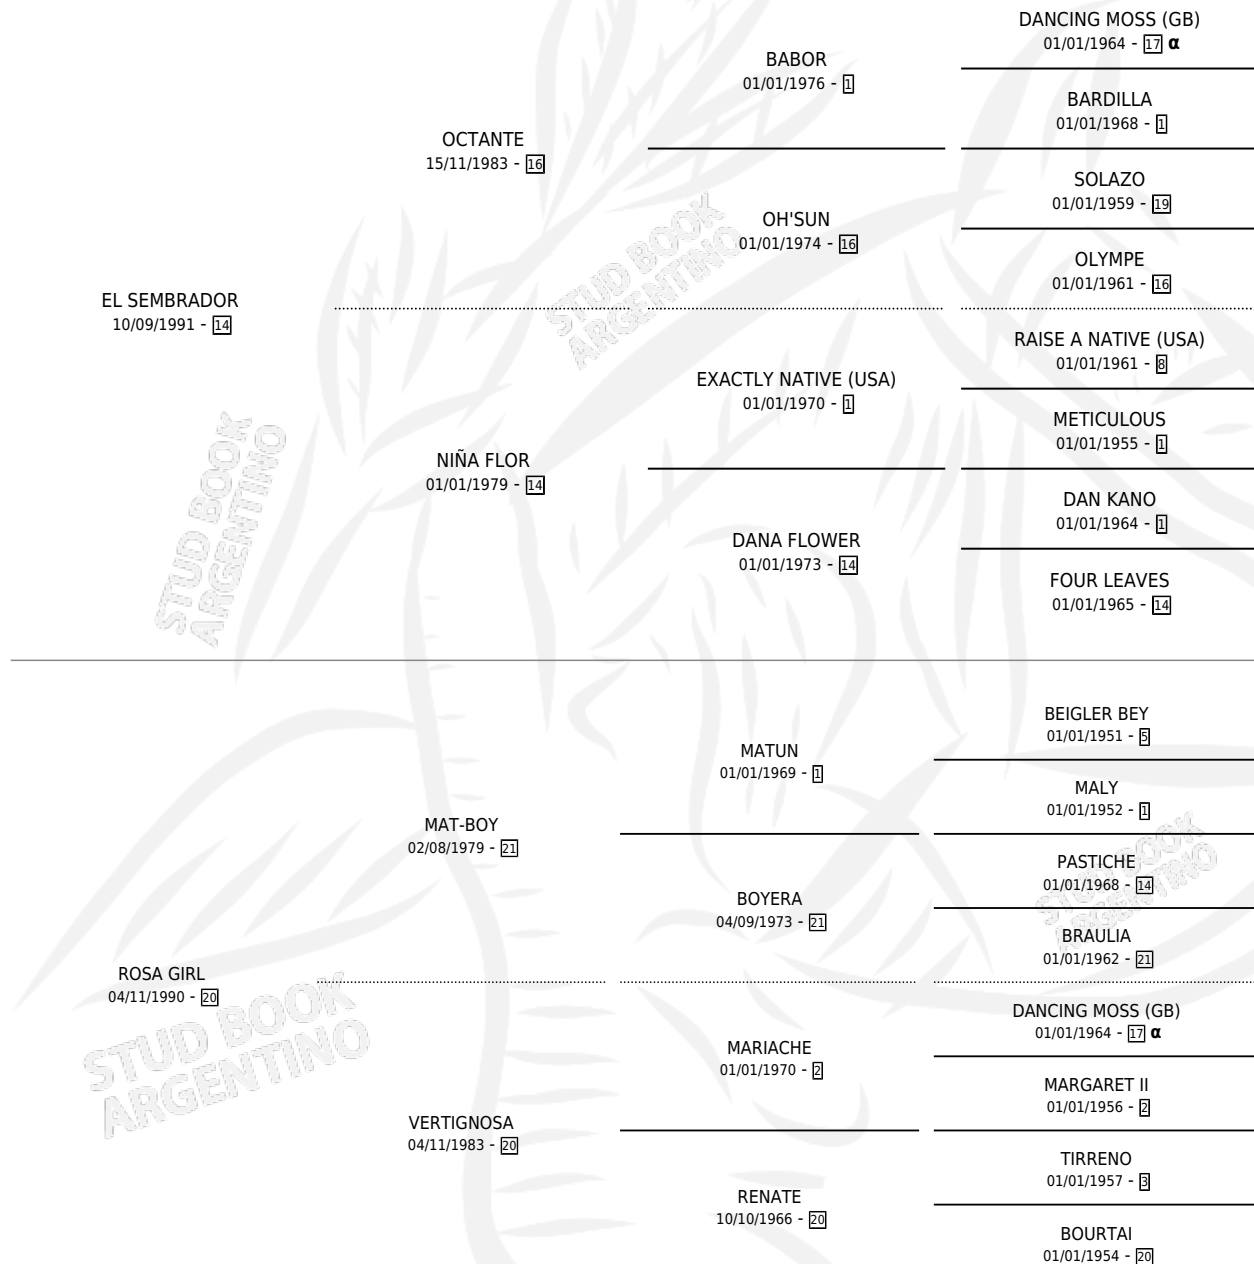 DANCING MOSS (GB)
01/01/1964 - 17 α
BABOR
01/01/1976 - 1
BARDILLA
01/01/1968 - 1
OCTANTE
15/11/1983 - 16
SOLAZO
01/01/1959 - 19
OH'SUN
01/01/1974 - 16
OLYMPE
01/01/1961 - 16
EL SEMBRADOR
10/09/1991 - 14
RAISE A NATIVE (USA)
01/01/1961 - 8
EXACTLY NATIVE (USA)
01/01/1970 - 1
METICULOUS
01/01/1955 - 1
NIÑA FLOR
01/01/1979 - 14
DAN KANO
01/01/1964 - 1
DANA FLOWER
01/01/1973 - 14
FOUR LEAVES
01/01/1965 - 14
BEIGLER BEY
01/01/1951 - 5
MATUN
01/01/1969 - 1
MALY
01/01/1952 - 1
MAT-BOY
02/08/1979 - 21
PASTICHE
01/01/1968 - 14
BOYERA
04/09/1973 - 21
BRAULIA
01/01/1962 - 21
ROSA GIRL
04/11/1990 - 20
DANCING MOSS (GB)
01/01/1964 - 17 α
MARIACHE
01/01/1970 - 2
MARGARET II
01/01/1956 - 2
VERTIGNOSA
04/11/1983 - 20
TIRRENO
01/01/1957 - 3
RENATE
10/10/1966 - 20
BOURTAI
01/01/1954 - 20
STUD BOOK
ARGENTINO
STUD BOOK
ARGENTINO
STUD BOOK
ARGENTINO
STUD BOOK
ARGENTINO